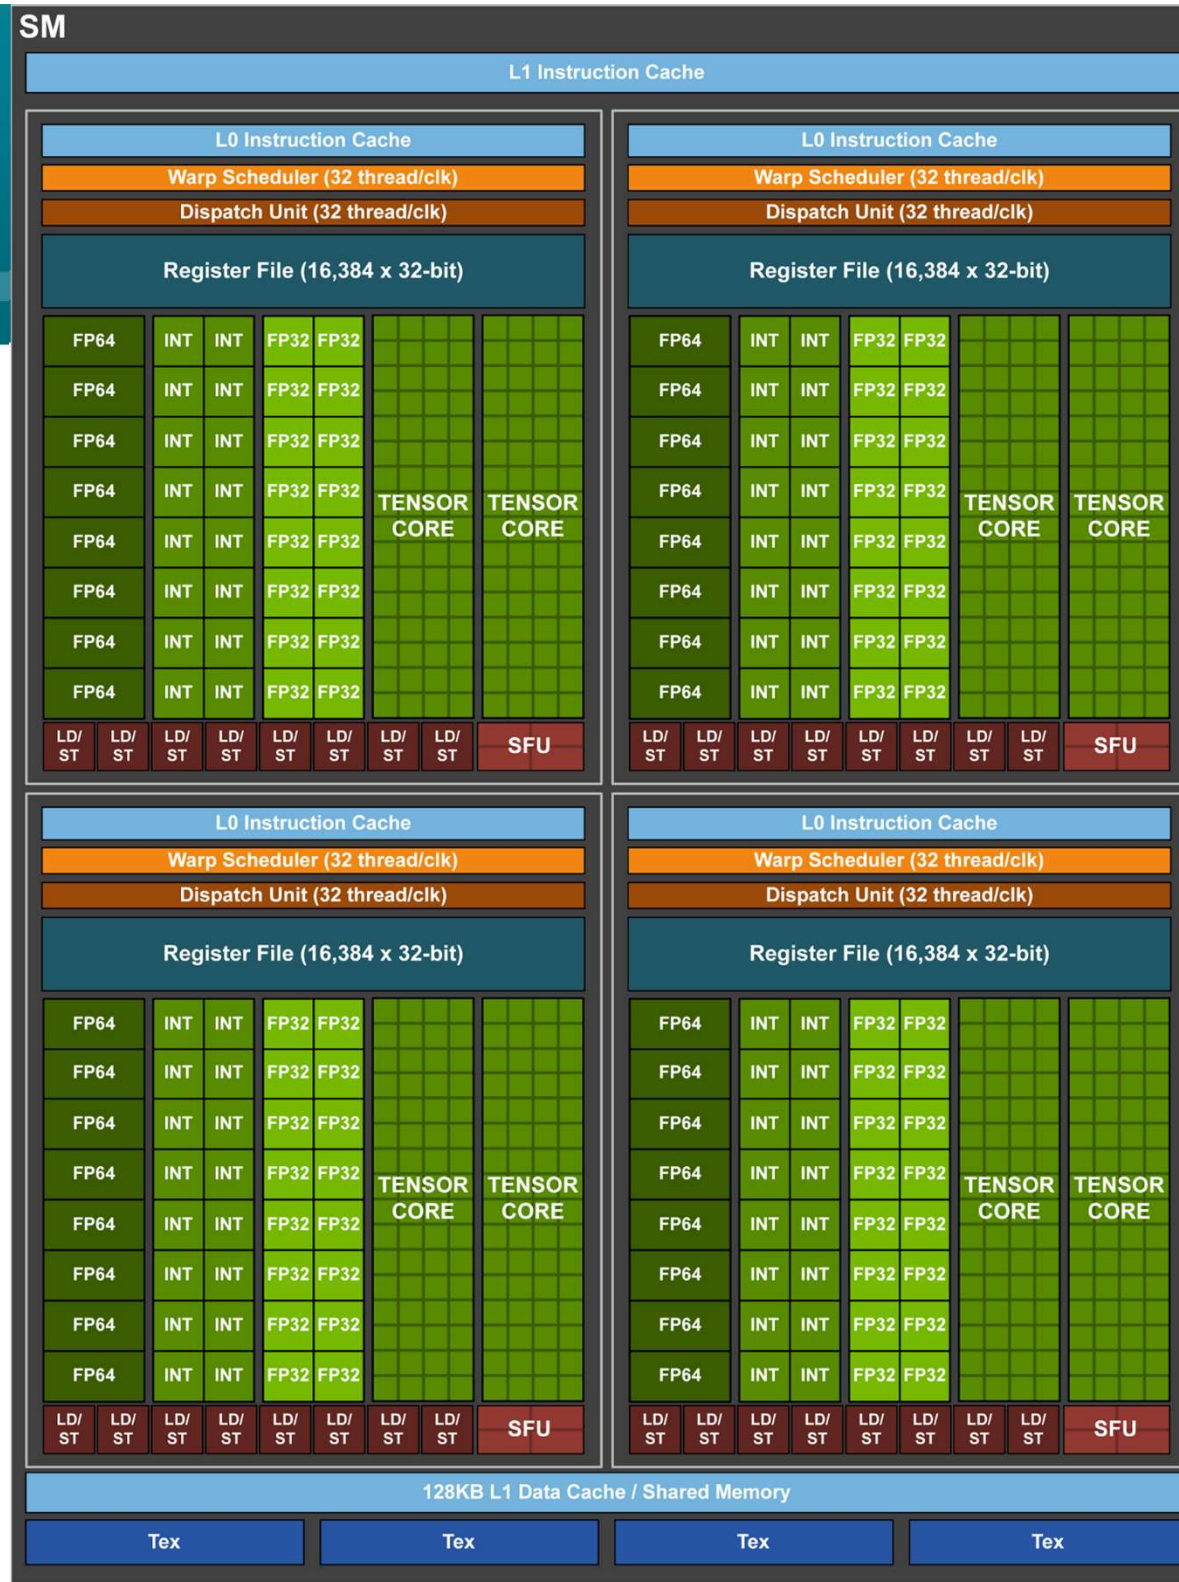 SM
L1 Instruction Cache
L0 Instruction Cache
Warp Scheduler (32 thread/clk)
Dispatch Unit (32 thread/clk)
Register File (16,384 x 32-bit)
FP64 INT INT FP32 FP32
FP64 INT INT FP32 FP32
FP64 INT INT FP32 FP32
FP64 INT INT FP32 FP32
FP64 INT INT FP32 FP32
FP64 INT INT FP32 FP32
FP64 INT INT FP32 FP32
FP64 INT INT FP32 FP32
TENSOR CORE
TENSOR CORE
LD/ST LD/ST LD/ST LD/ST LD/ST LD/ST LD/ST LD/ST SFU
L0 Instruction Cache
Warp Scheduler (32 thread/clk)
Dispatch Unit (32 thread/clk)
Register File (16,384 x 32-bit)
FP64 INT INT FP32 FP32
FP64 INT INT FP32 FP32
FP64 INT INT FP32 FP32
FP64 INT INT FP32 FP32
FP64 INT INT FP32 FP32
FP64 INT INT FP32 FP32
FP64 INT INT FP32 FP32
FP64 INT INT FP32 FP32
TENSOR CORE
TENSOR CORE
LD/ST LD/ST LD/ST LD/ST LD/ST LD/ST LD/ST LD/ST SFU
L0 Instruction Cache
Warp Scheduler (32 thread/clk)
Dispatch Unit (32 thread/clk)
Register File (16,384 x 32-bit)
FP64 INT INT FP32 FP32
FP64 INT INT FP32 FP32
FP64 INT INT FP32 FP32
FP64 INT INT FP32 FP32
FP64 INT INT FP32 FP32
FP64 INT INT FP32 FP32
FP64 INT INT FP32 FP32
FP64 INT INT FP32 FP32
TENSOR CORE
TENSOR CORE
LD/ST LD/ST LD/ST LD/ST LD/ST LD/ST LD/ST LD/ST SFU
L0 Instruction Cache
Warp Scheduler (32 thread/clk)
Dispatch Unit (32 thread/clk)
Register File (16,384 x 32-bit)
FP64 INT INT FP32 FP32
FP64 INT INT FP32 FP32
FP64 INT INT FP32 FP32
FP64 INT INT FP32 FP32
FP64 INT INT FP32 FP32
FP64 INT INT FP32 FP32
FP64 INT INT FP32 FP32
FP64 INT INT FP32 FP32
TENSOR CORE
TENSOR CORE
LD/ST LD/ST LD/ST LD/ST LD/ST LD/ST LD/ST LD/ST SFU
128KB L1 Data Cache / Shared Memory
Tex Tex Tex Tex